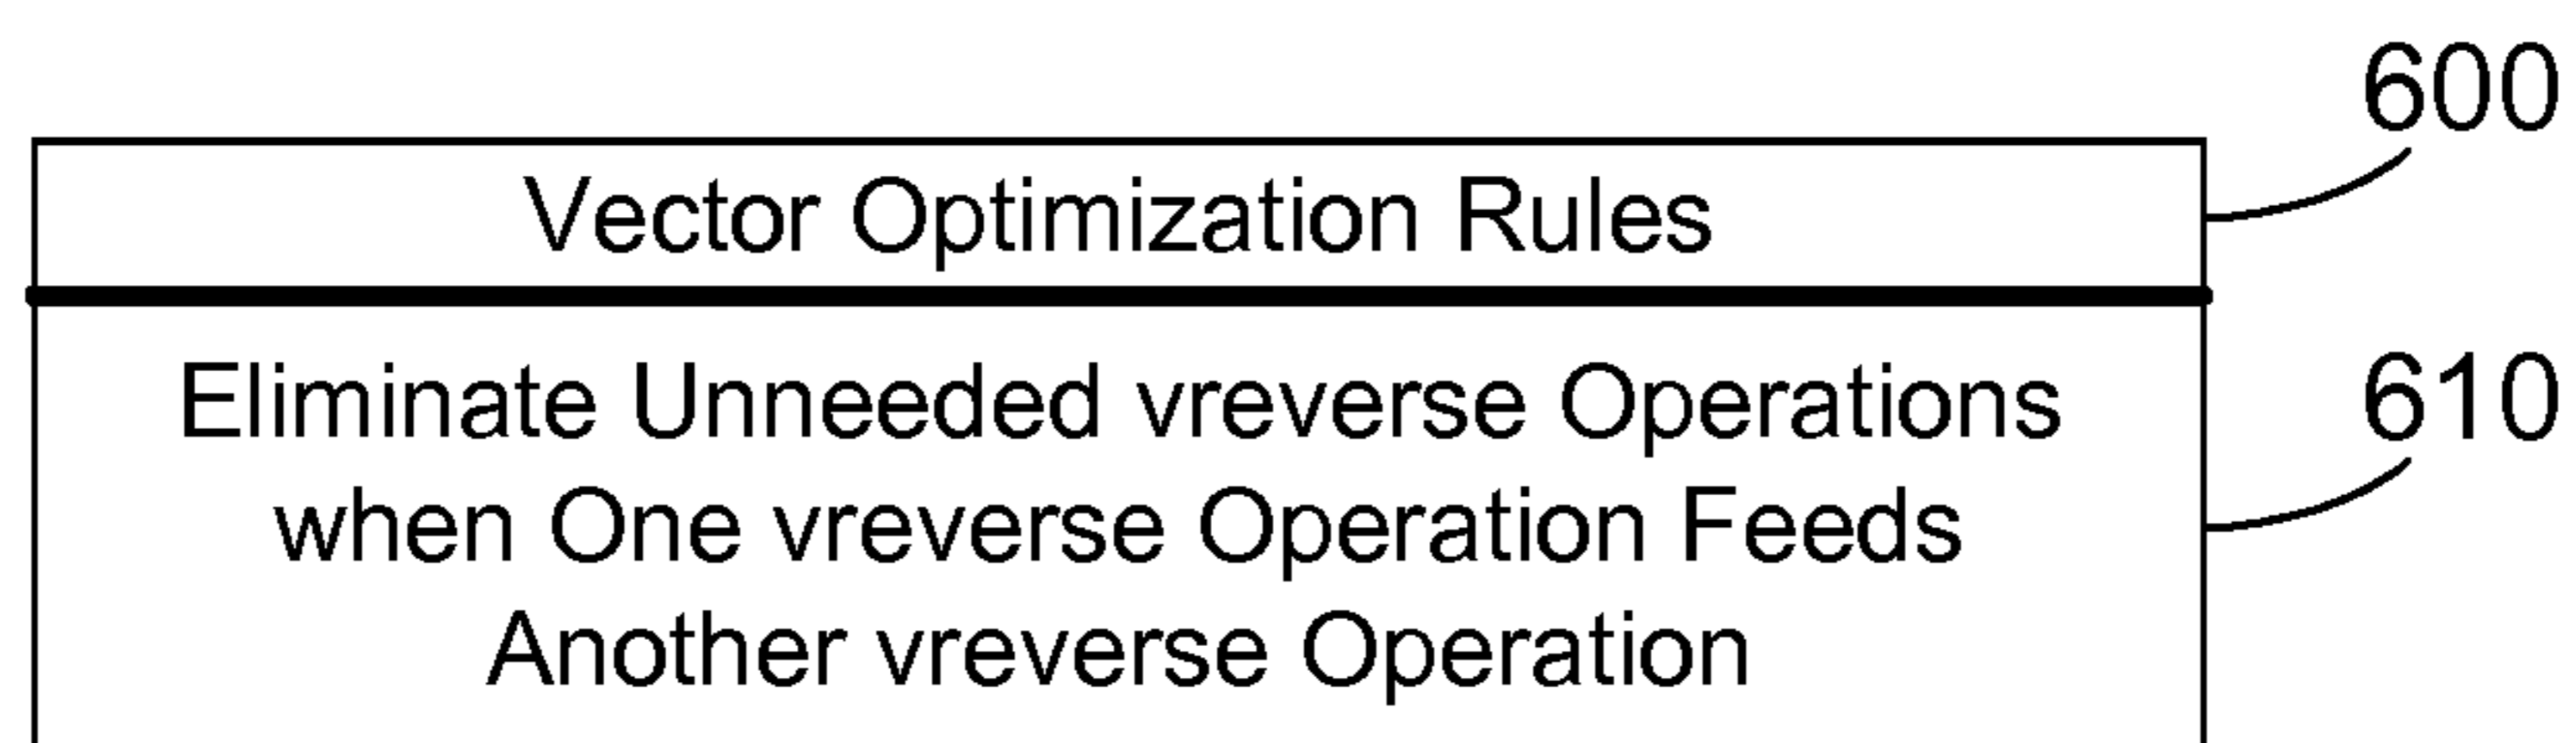 600
Vector Optimization Rules
Eliminate Unneeded vreverse Operations
610
when One vreverse Operation Feeds
Another vreverse Operation